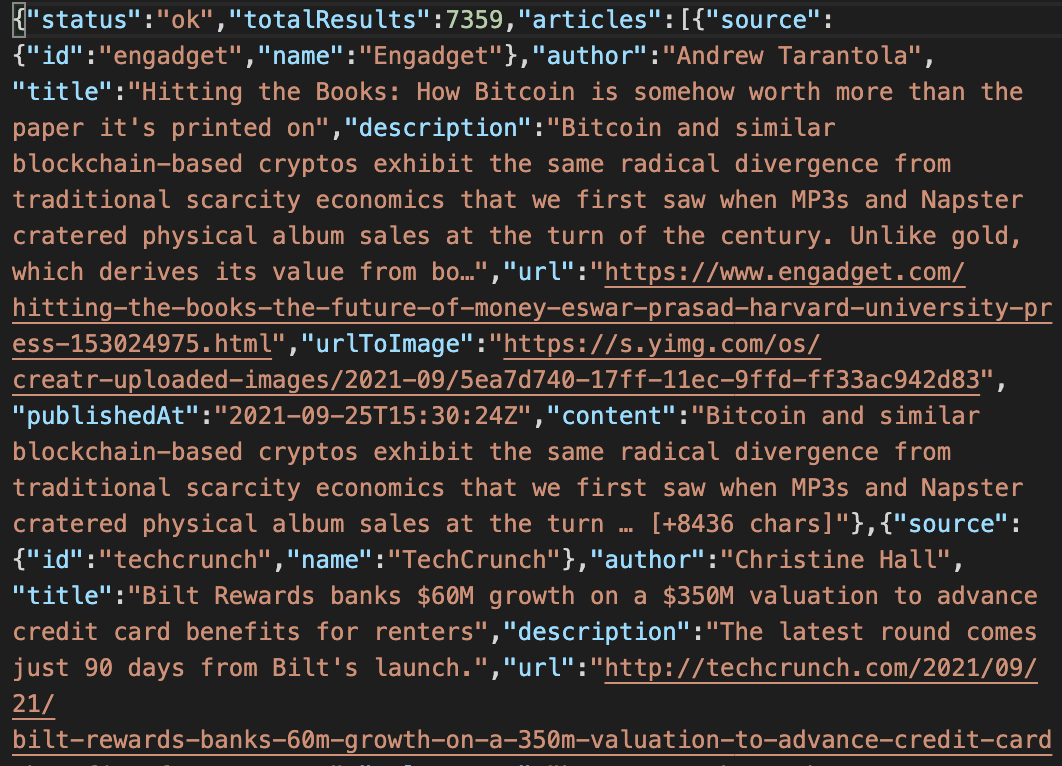 {"status":"ok","totalResults":7359,"articles":[{"source":
{"id":"engadget","name":"Engadget"},"author":"Andrew Tarantola",
"title":"Hitting the Books: How Bitcoin is somehow worth more than the
paper it's printed on","description":"Bitcoin and similar
blockchain-based cryptos exhibit the same radical divergence from
traditional scarcity economics that we first saw when MP3s and Napster
cratered physical album sales at the turn of the century. Unlike gold,
which derives its value from bo…","url":"https://www.engadget.com/
hitting-the-books-the-future-of-money-eswar-prasad-harvard-university-pr
ess-153024975.html","urlToImage":"https://s.yimg.com/os/
creatr-uploaded-images/2021-09/5ea7d740-17ff-11ec-9ffd-ff33ac942d83",
"publishedAt":"2021-09-25T15:30:24Z","content":"Bitcoin and similar
blockchain-based cryptos exhibit the same radical divergence from
traditional scarcity economics that we first saw when MP3s and Napster
cratered physical album sales at the turn … [+8436 chars]"},{"source":
{"id":"techcrunch","name":"TechCrunch"},"author":"Christine Hall",
"title":"Bilt Rewards banks $60M growth on a $350M valuation to advance
credit card benefits for renters","description":"The latest round comes
just 90 days from Bilt's launch.","url":"http://techcrunch.com/2021/09/
21/
bilt-rewards-banks-60m-growth-on-a-350m-valuation-to-advance-credit-card